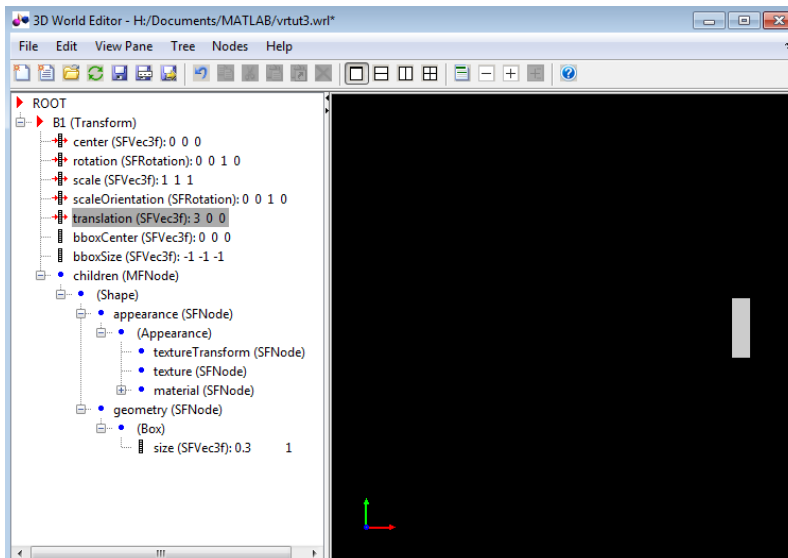 3D World Editor - H:/Documents/MATLAB/vrtut3.wrl*
File Edit View Pane Tree Nodes Help
ROOT
B1 (Transform)
center (SFVec3f): 0 0 0
rotation (SFRotation): 0 0 1 0
scale (SFVec3f): 1 1 1
scaleOrientation (SFRotation): 0 0 1 0
translation (SFVec3f): 3 0 0
bboxCenter (SFVec3f): 0 0 0
bboxSize (SFVec3f): -1 -1 -1
children (MFNode)
(Shape)
appearance (SFNode)
(Appearance)
textureTransform (SFNode)
texture (SFNode)
material (SFNode)
geometry (SFNode)
(Box)
size (SFVec3f): 0.3 1